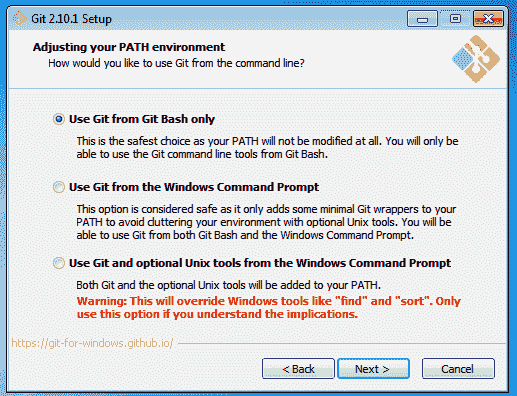 Git 2.10.1 Setup
Adjusting your PATH environment
How would you like to use Git from the command line?
Use Git from Git Bash only
This is the safest choice as your PATH will not be modified at all. You will only be
able to use the Git command line tools from Git Bash.
Use Git from the Windows Command Prompt
This option is considered safe as it only adds some minimal Git wrappers to your
PATH to avoid cluttering your environment with optional Unix tools. You will be
able to use Git from both Git Bash and the Windows Command Prompt.
Use Git and optional Unix tools from the Windows Command Prompt
Both Git and the optional Unix tools will be added to your PATH.
Warning: This will override Windows tools like "find" and "sort". Only
use this option if you understand the implications.
https://git-for-windows.github.io/
< Back Next > Cancel